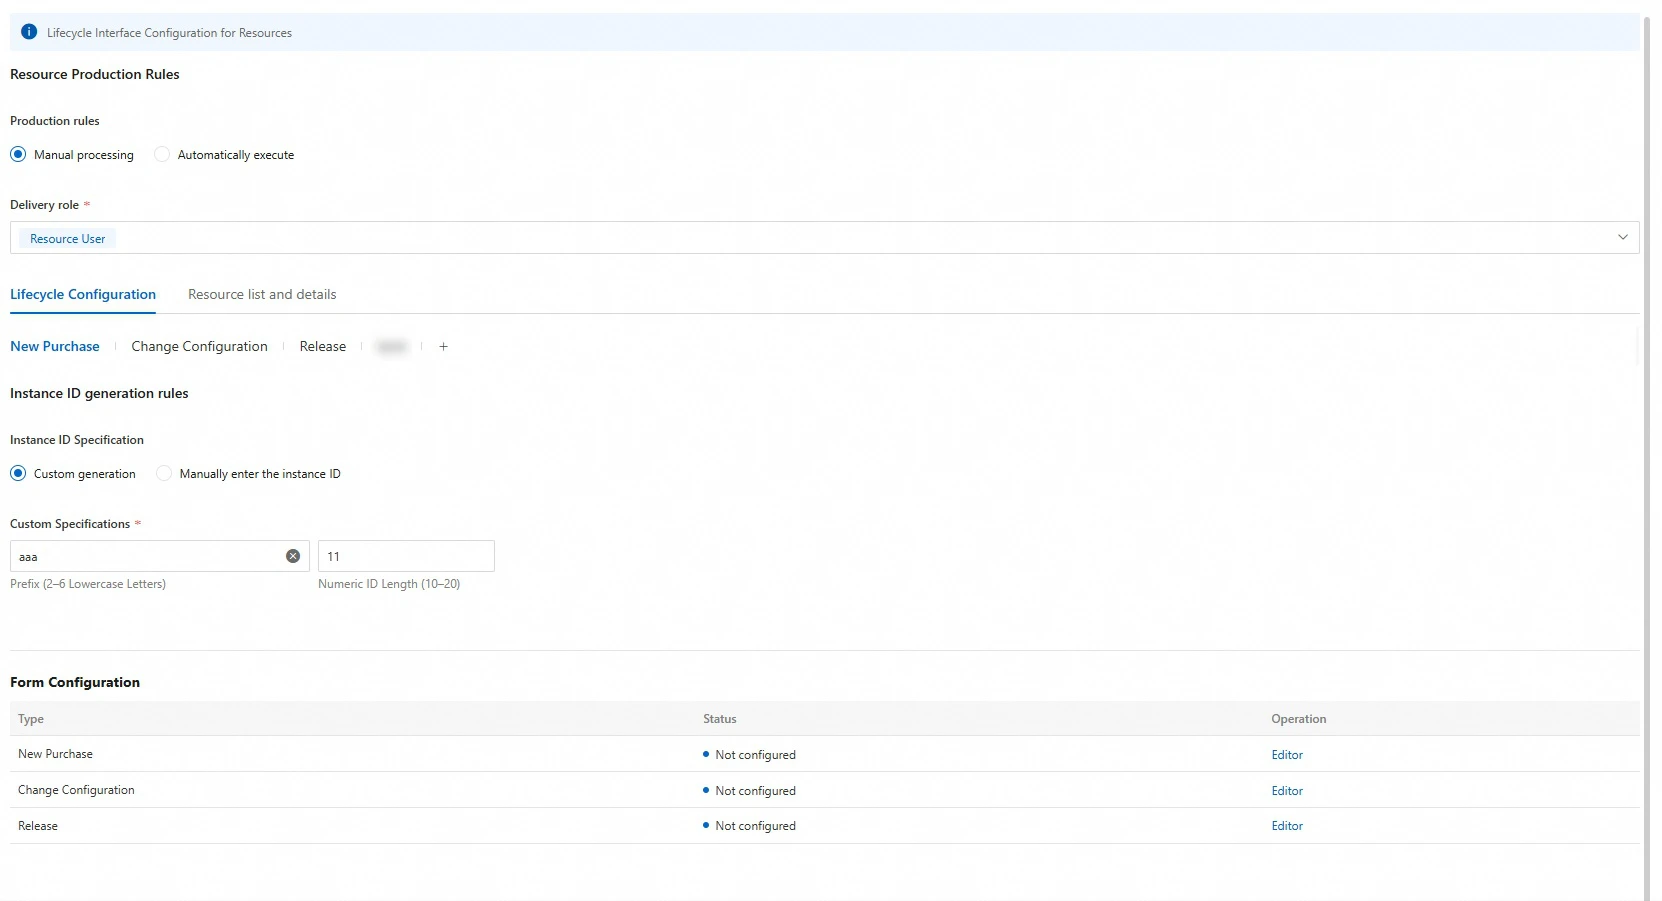 Lifecycle Interface Configuration for Resources
Resource Production Rules
Production rules
Manual processing Automatically execute
Delivery role *
Resource User
Lifecycle Configuration Resource list and details
New Purchase Change Configuration Release +
Instance ID generation rules
Instance ID Specification
Custom generation Manually enter the instance ID
Custom Specifications *
aaa 11
Prefix (2–6 Lowercase Letters) Numeric ID Length (10–20)
Form Configuration
Type Status Operation
New Purchase Not configured Editor
Change Configuration Not configured Editor
Release Not configured Editor